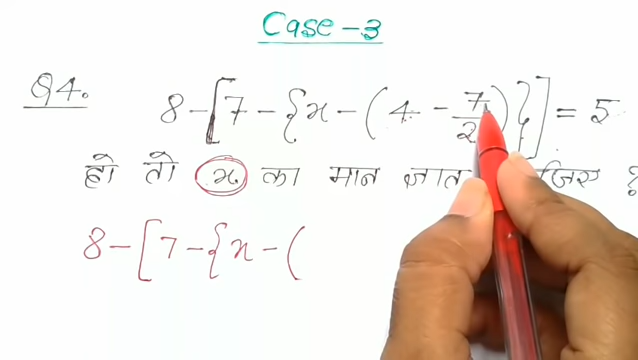 Case-3
Q4. 8-[7-{x-(4-7/2)}]=5
हो तो x का मान ज्ञात
8-[7-{x-(